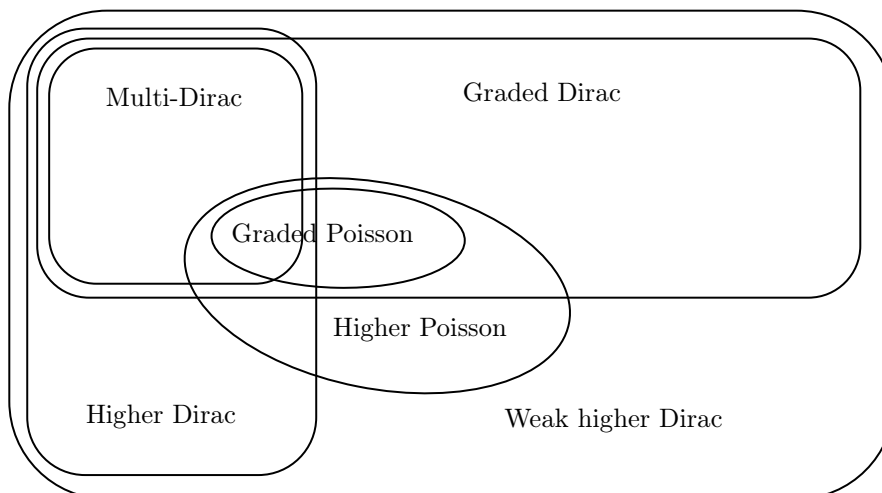 Multi-Dirac
Graded Dirac
Graded Poisson
Higher Poisson
Higher Dirac
Weak higher Dirac